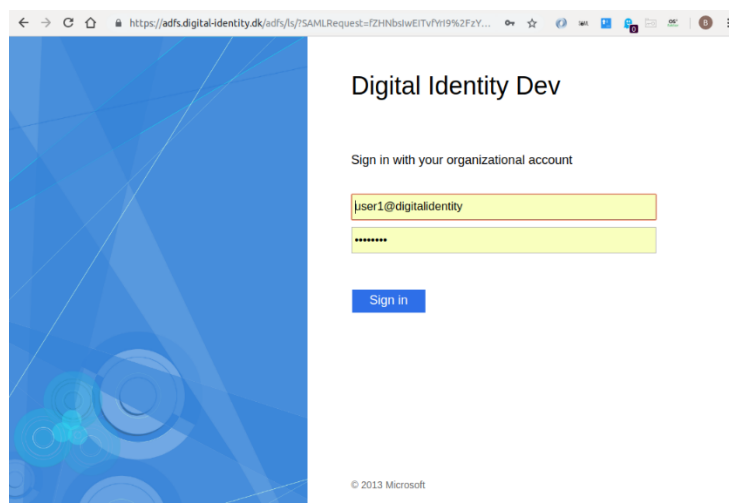 https://adfs.digital-identity.dk/adfs/ls/?SAMLRequest=fZHNbsIwEITvfYrI9%2FzY...
Digital Identity Dev
Sign in with your organizational account
user1@digitalidentity
••••••••
Sign in
© 2013 Microsoft
B
0